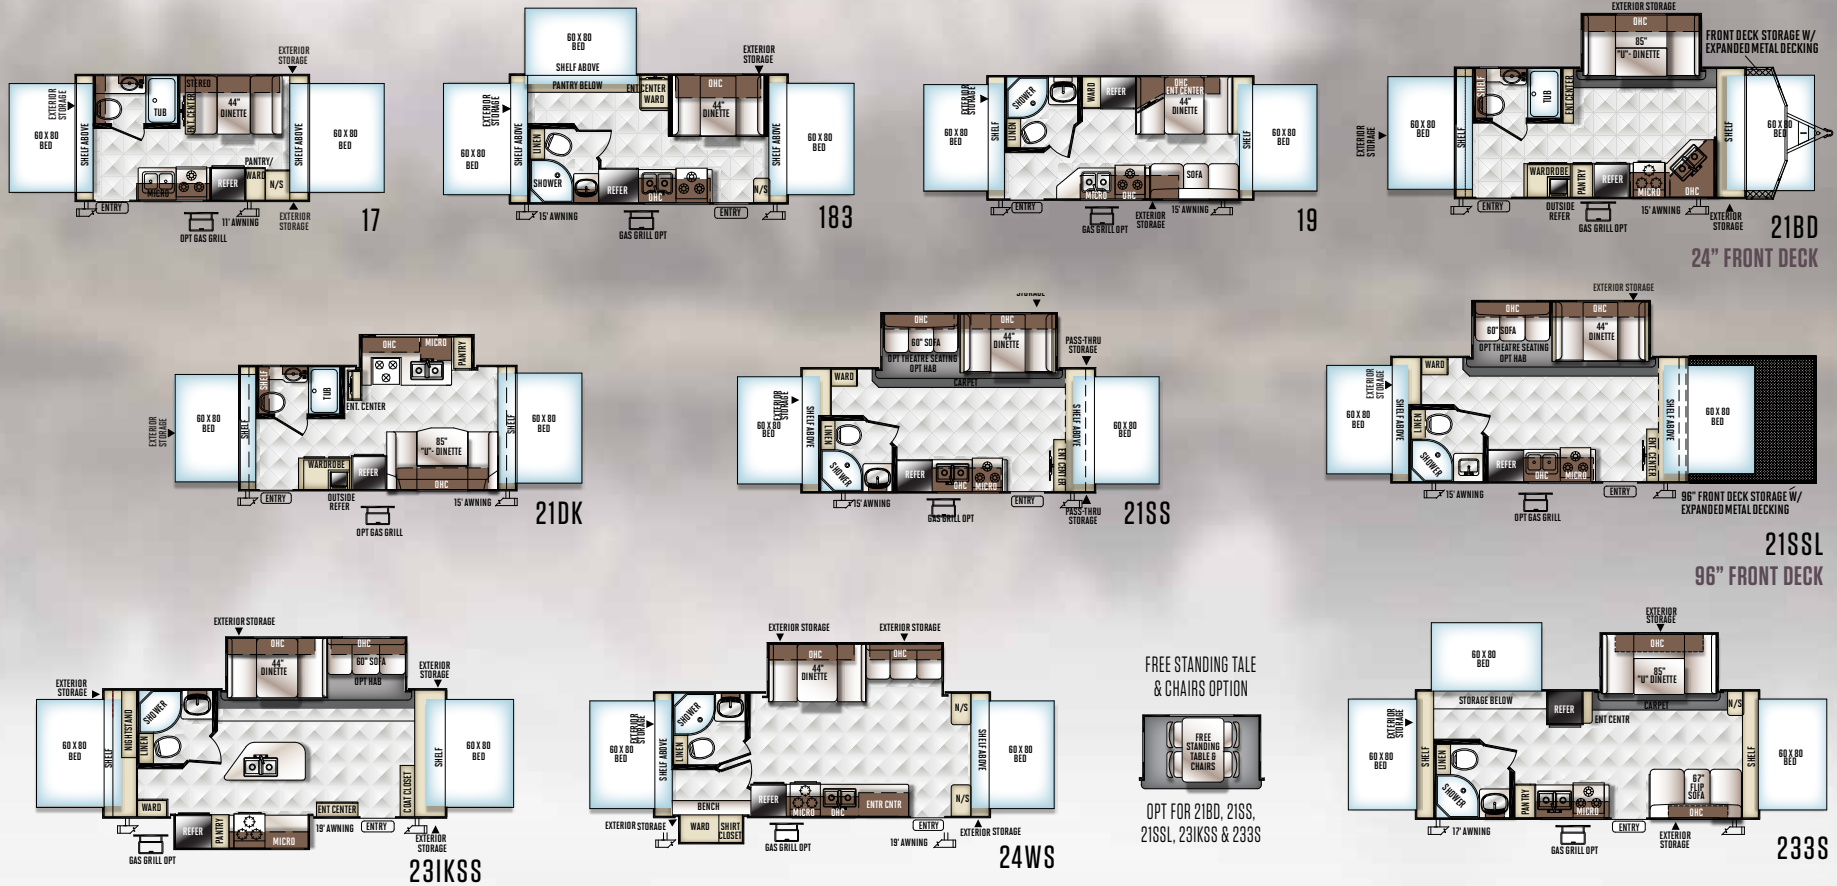 EXTERIOR
STORAGE
EXTERIOR
STORAGE
60 X 80
BED
SHELF ABOVE
TUB
STEREO
ENT CENTER
44"
DINETTE
SHELF ABOVE
60 X 80
BED
MICRO
REFER
PANTRY/
WARD
N/S
ENTRY
11' AWNING
EXTERIOR
STORAGE
OPT GAS GRILL
17
60 X 80
BED
SHELF ABOVE
PANTRY BELOW
EXTERIOR
STORAGE
EXTERIOR
STORAGE
ENT CENTER
WARD
OHC
44"
DINETTE
60 X 80
BED
SHELF ABOVE
LINEN
SHOWER
REFER
OHC
N/S
SHELF ABOVE
60 X 80
BED
15' AWNING
ENTRY
GAS GRILL OPT
183
EXTERIOR
STORAGE
60 X 80
BED
SHELF
SHOWER
LINEN
WARD
REFER
OHC
ENT CENTER
44"
DINETTE
SHELF
60 X 80
BED
SOFA
MICRO
OHC
ENTRY
GAS GRILL OPT
EXTERIOR
STORAGE
15' AWNING
19
EXTERIOR STORAGE
OHC
85"
"U"- DINETTE
FRONT DECK STORAGE W/
EXPANDED METAL DECKING
EXTERIOR
STORAGE
60 X 80
BED
SHELF
SHELF
TUB
ENT CENTER
SHELF
60 X 80
BED
WARDROBE
PANTRY
REFER
MICRO
OHC
ENTRY
OUTSIDE
REFER
GAS GRILL OPT
15' AWNING
EXTERIOR
STORAGE
21BD
24" FRONT DECK
EXTERIOR
STORAGE
60 X 80
BED
SHELF
SHELF
TUB
ENT. CENTER
OHC
MICRO
PANTRY
SHELF
60 X 80
BED
85"
"U"- DINETTE
OHC
WARDROBE
REFER
ENTRY
OUTSIDE
REFER
OPT GAS GRILL
15' AWNING
21DK
STORAGE
OHC
60" SOFA
OPT THEATRE SEATING
OPT HAB
OHC
44"
DINETTE
CARPET
PASS-THRU
STORAGE
EXTERIOR
STORAGE
60 X 80
BED
SHELF ABOVE
WARD
LINEN
SHOWER
REFER
OHC
MICRO
ENT CENTER
SHELF ABOVE
60 X 80
BED
15' AWNING
GAS GRILL OPT
ENTRY
PASS-THRU
STORAGE
21SS
EXTERIOR STORAGE
OHC
60" SOFA
OPT THEATRE SEATING
OPT HAB
OHC
44"
DINETTE
EXTERIOR
STORAGE
60 X 80
BED
SHELF ABOVE
WARD
LINEN
SHOWER
REFER
OHC
MICRO
ENT CENTER
SHELF ABOVE
60 X 80
BED
15' AWNING
OPT GAS GRILL
ENTRY
96" FRONT DECK STORAGE W/
EXPANDED METAL DECKING
21SSL
96" FRONT DECK
EXTERIOR STORAGE
OHC
44"
DINETTE
OHC
60" SOFA
OPT HAB
EXTERIOR
STORAGE
EXTERIOR
STORAGE
60 X 80
BED
SHELF
NIGHTSTAND
SHOWER
LINEN
WARD
REFER
PANTRY
MICRO
ENT CENTER
COAT CLOSET
SHELF
60 X 80
BED
GAS GRILL OPT
19' AWNING
ENTRY
EXTERIOR
STORAGE
23IKSS
EXTERIOR STORAGE
EXTERIOR STORAGE
OHC
44"
DINETTE
OHC
EXTERIOR
STORAGE
60 X 80
BED
SHELF ABOVE
SHOWER
LINEN
BENCH
WARD
SHIRT
CLOSET
REFER
MICRO
OHC
ENTR CNTR
N/S
N/S
SHELF ABOVE
60 X 80
BED
EXTERIOR STORAGE
GAS GRILL OPT
19' AWNING
ENTRY
EXTERIOR STORAGE
24WS
FREE STANDING TALE
& CHAIRS OPTION
FREE
STANDING
TABLE &
CHAIRS
OPT FOR 21BD, 21SS,
21SSL, 23IKSS & 233S
EXTERIOR
STORAGE
60 X 80
BED
STORAGE BELOW
OHC
85"
"U" DINETTE
CARPET
REFER
ENT CENTR
N/S
EXTERIOR
STORAGE
60 X 80
BED
SHELF
LINEN
SHOWER
PANTRY
MICRO
67"
FLIP
SOFA
OHC
SHELF
60 X 80
BED
17' AWNING
GAS GRILL OPT
ENTRY
EXTERIOR
STORAGE
233S